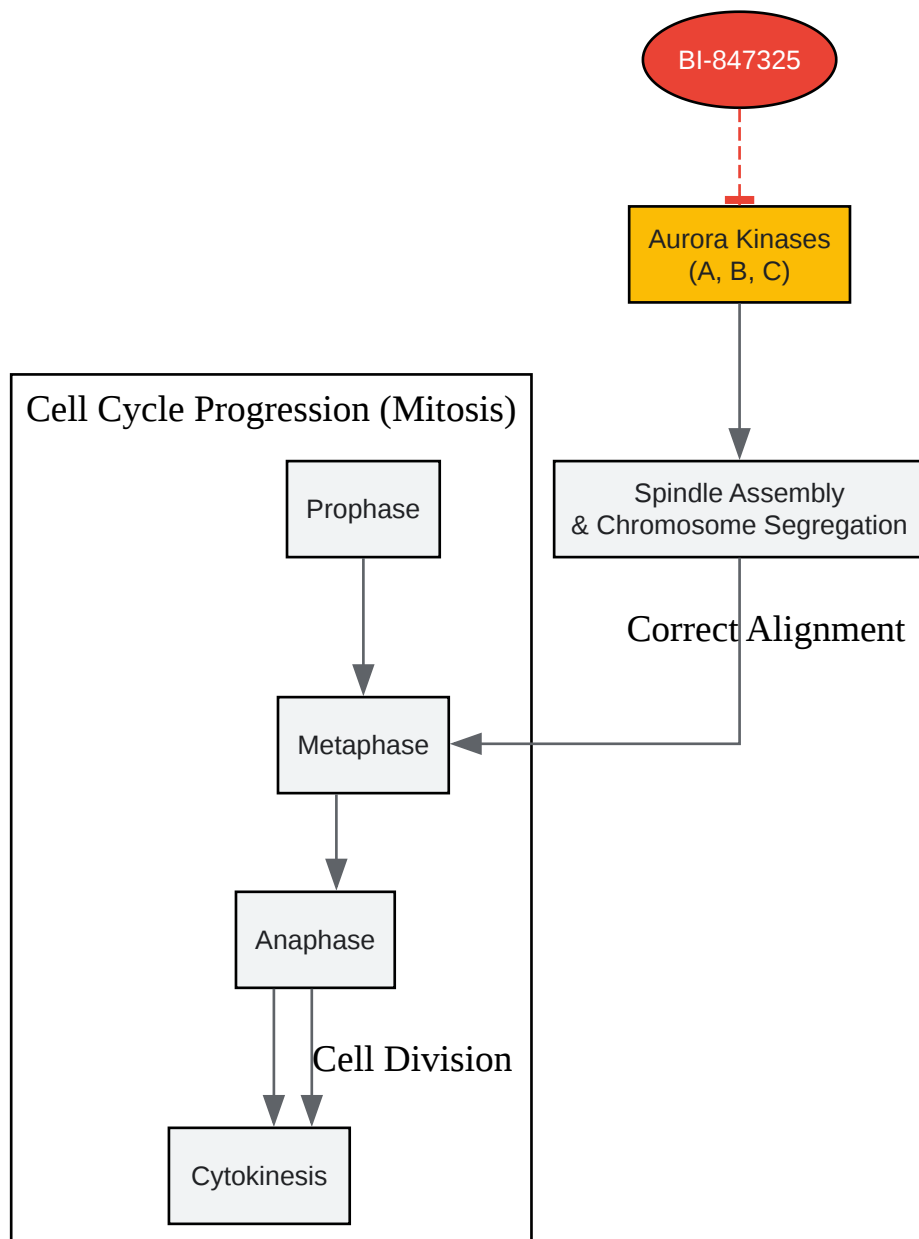 BI-847325
Aurora Kinases
(A, B, C)
Cell Cycle Progression (Mitosis)
Prophase
Spindle Assembly
& Chromosome Segregation
Correct Alignment
Metaphase
Anaphase
Cell Division
Cytokinesis